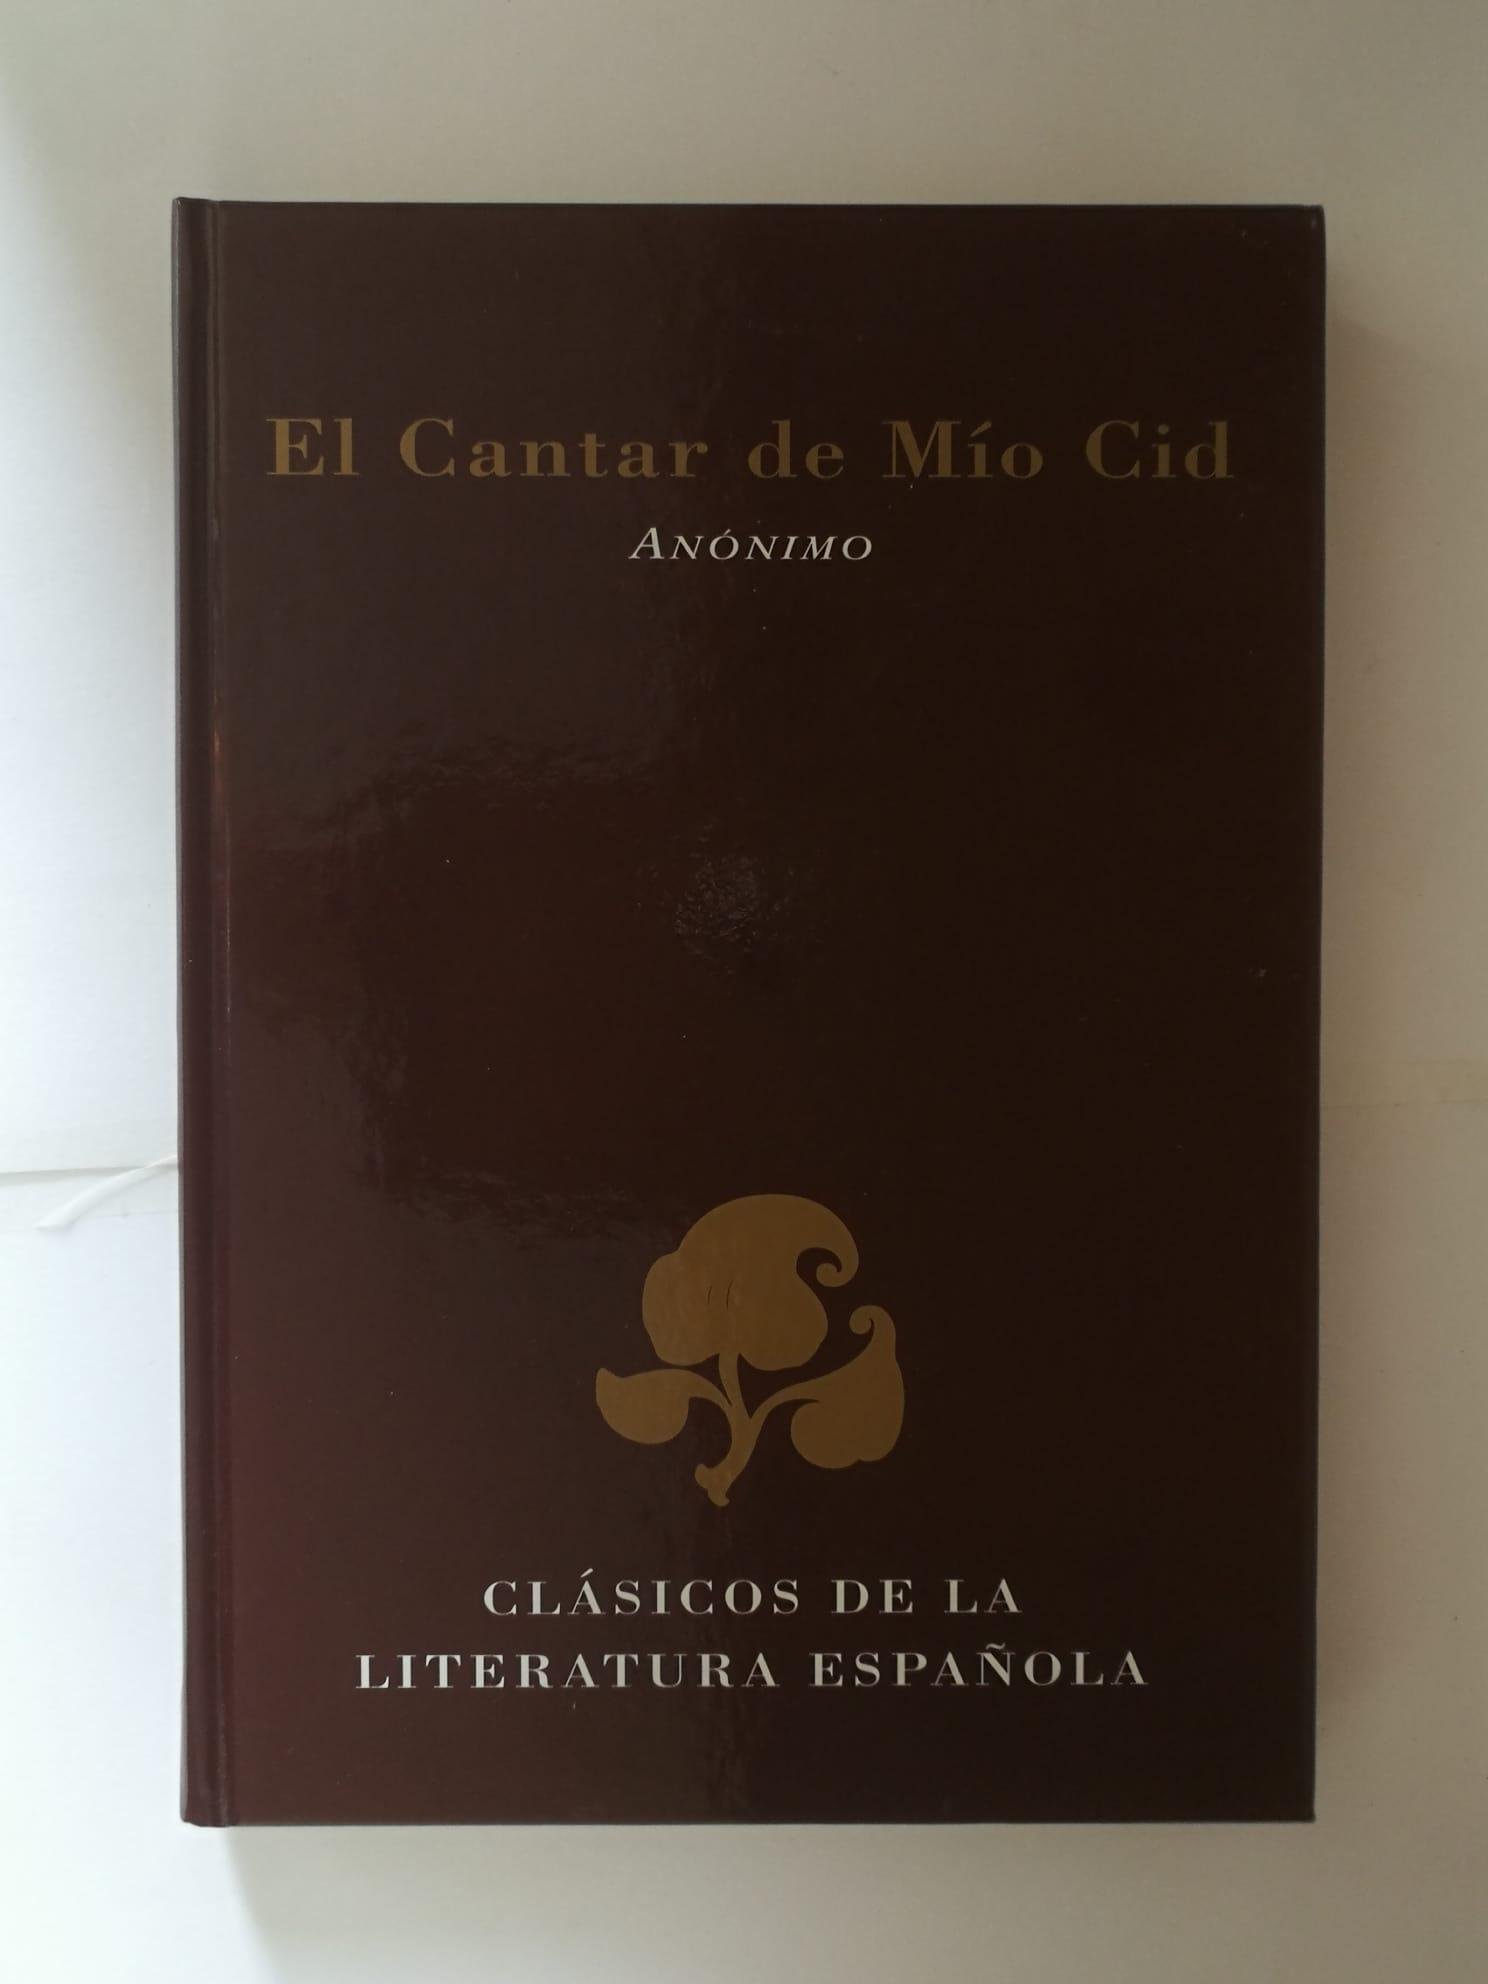 El Cantar de Mío Cid
ANÓNIMO
CLÁSICOS DE LA
LITERATURA ESPAÑOLA